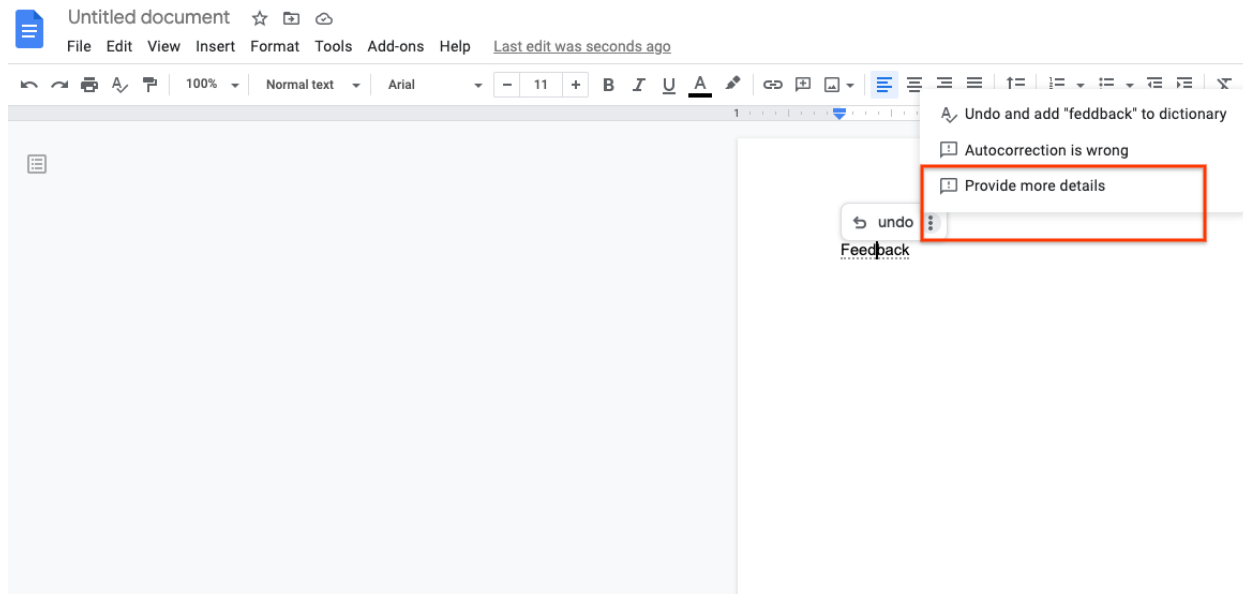 Untitled document
File Edit View Insert Format Tools Add-ons Help Last edit was seconds ago
100% Normal text Arial - 11 + B I U A
1
Undo and add "feddback" to dictionary
Autocorrection is wrong
Provide more details
undo
Feedback